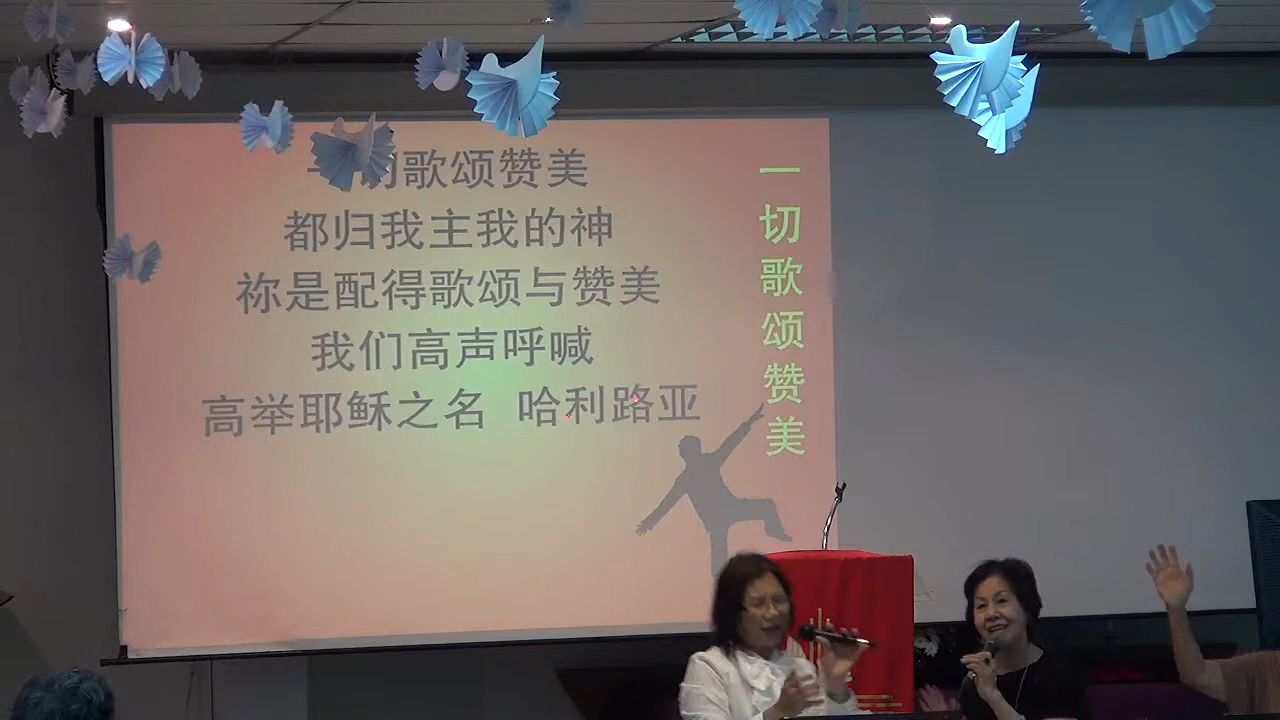 一切歌颂赞美
都归我主我的神
祢是配得歌颂与赞美
我们高声呼喊
高举耶稣之名 哈利路亚
一切歌颂赞美